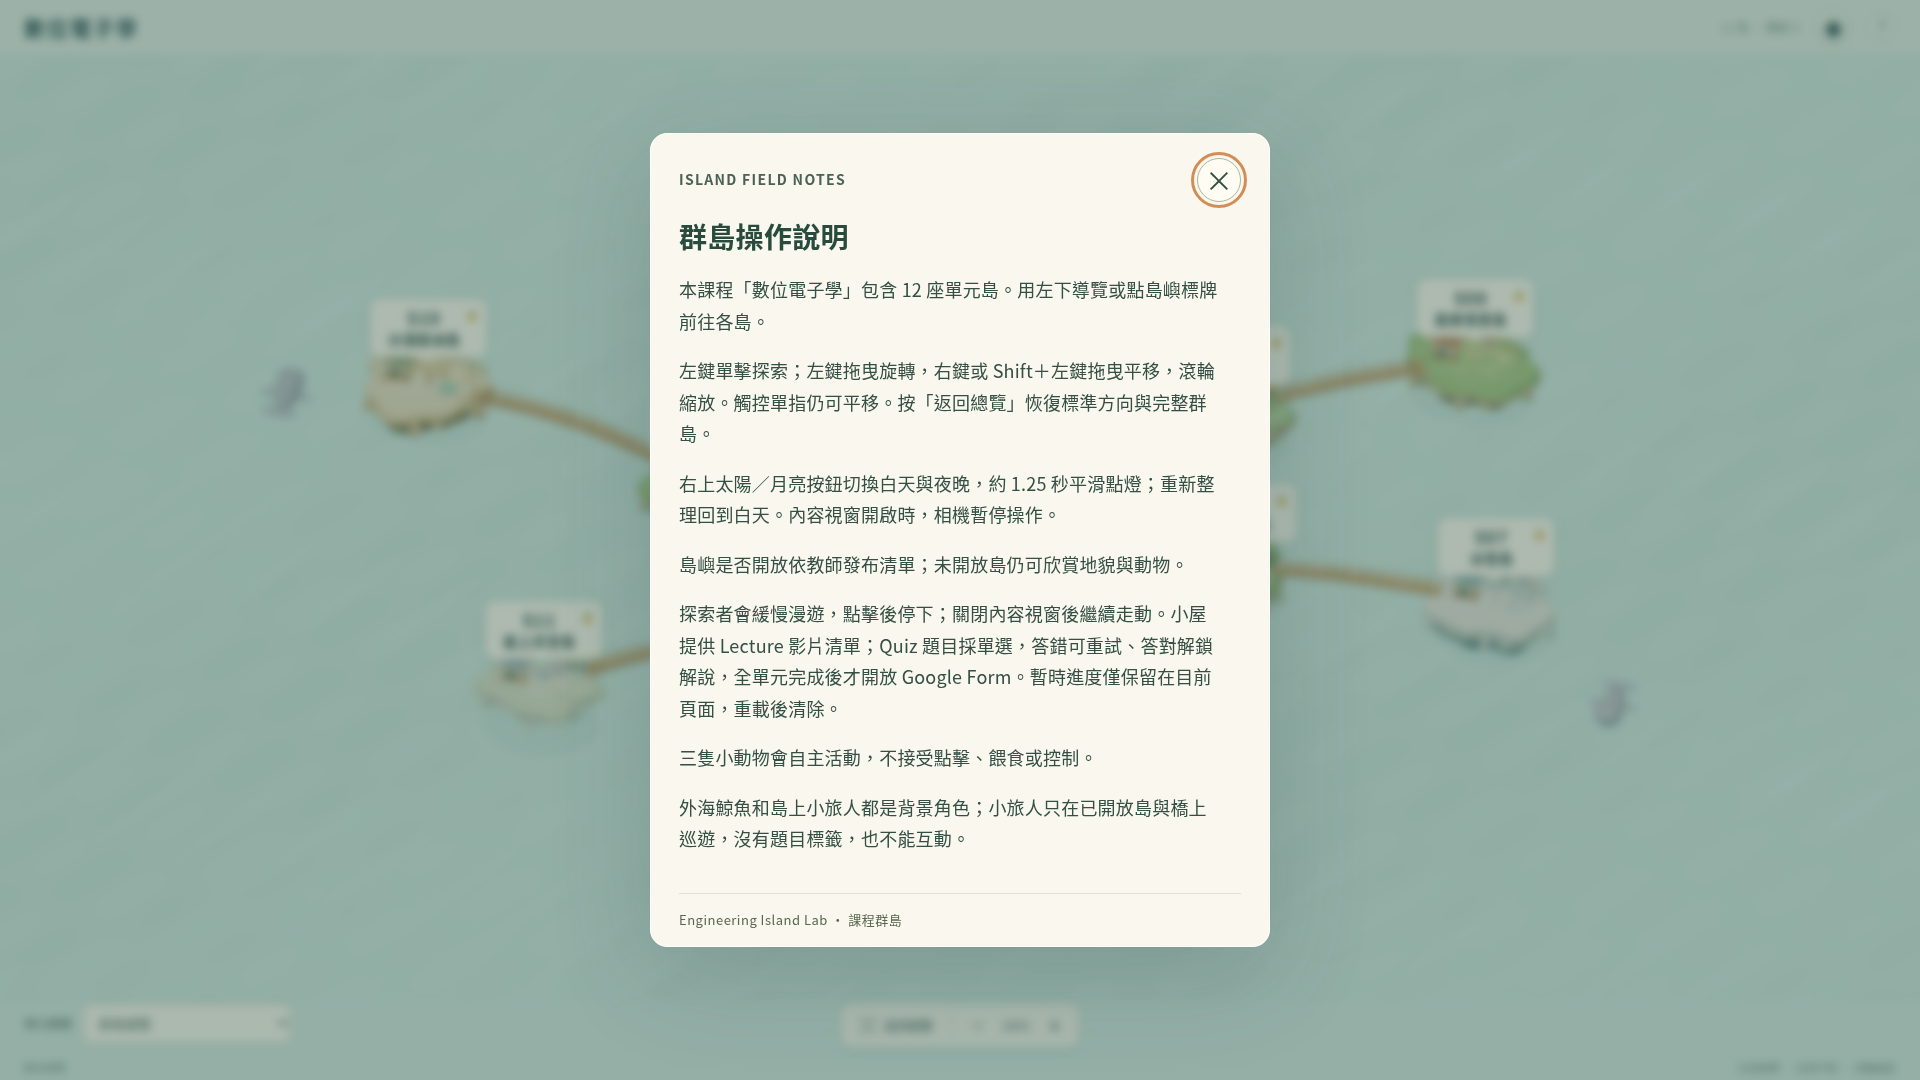 數位電子學
ISLAND FIELD NOTES
群島操作說明
本課程「數位電子學」包含 12 座單元島。用左下導覽或點島嶼標牌
前往各島。
左鍵單擊探索；左鍵拖曳旋轉，右鍵或 Shift＋左鍵拖曳平移，滾輪
縮放。觸控單指仍可平移。按「返回總覽」恢復標準方向與完整群
島。
右上太陽／月亮按鈕切換白天與夜晚，約 1.25 秒平滑點燈；重新整
理回到白天。內容視窗開啟時，相機暫停操作。
島嶼是否開放依教師發布清單；未開放島仍可欣賞地貌與動物。
探索者會緩慢漫遊，點擊後停下；關閉內容視窗後繼續走動。小屋
提供 Lecture 影片清單；Quiz 題目採單選，答錯可重試、答對解鎖
解說，全單元完成後才開放 Google Form。暫時進度僅保留在目前
頁面，重載後清除。
三隻小動物會自主活動，不接受點擊、餵食或控制。
外海鯨魚和島上小旅人都是背景角色；小旅人只在已開放島與橋上
巡遊，沒有題目標籤，也不能互動。
Engineering Island Lab · 課程群島